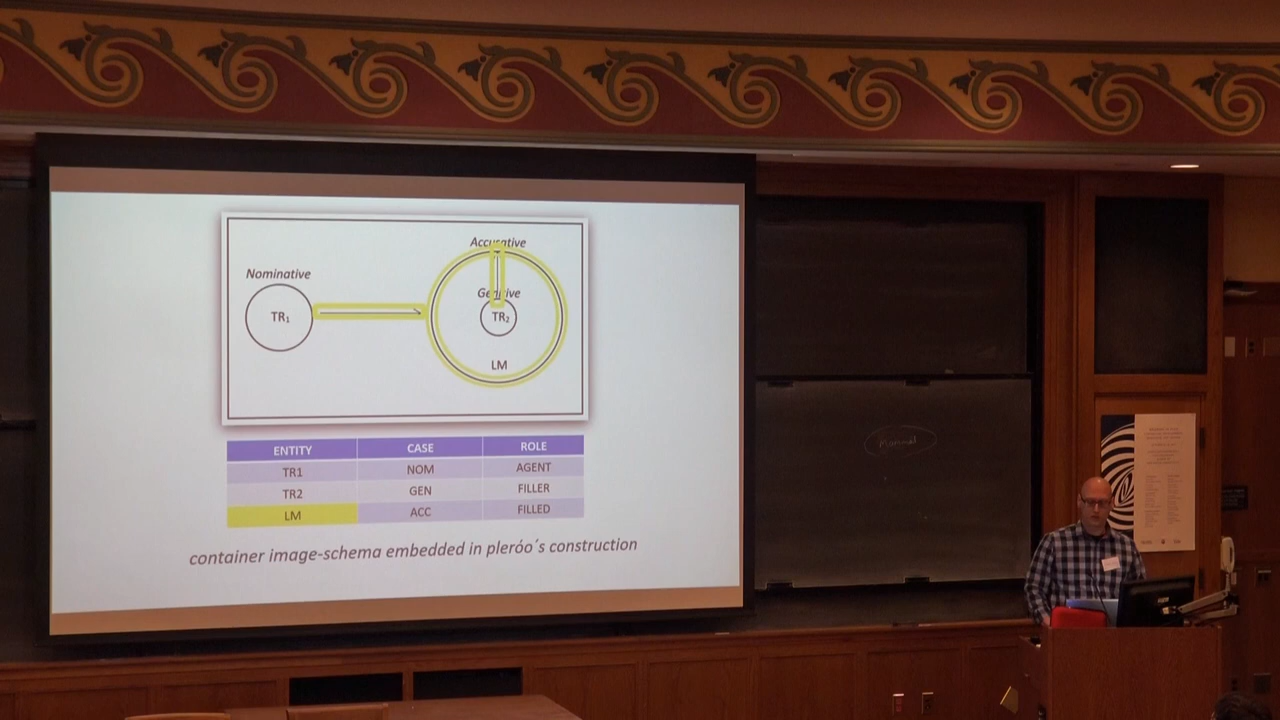 Accusative
Nominative
Genitive
TR₁
TR₂
LM
ENTITY CASE ROLE
TR1 NOM AGENT
TR2 GEN FILLER
LM ACC FILLED
container image-schema embedded in pleróo´s construction